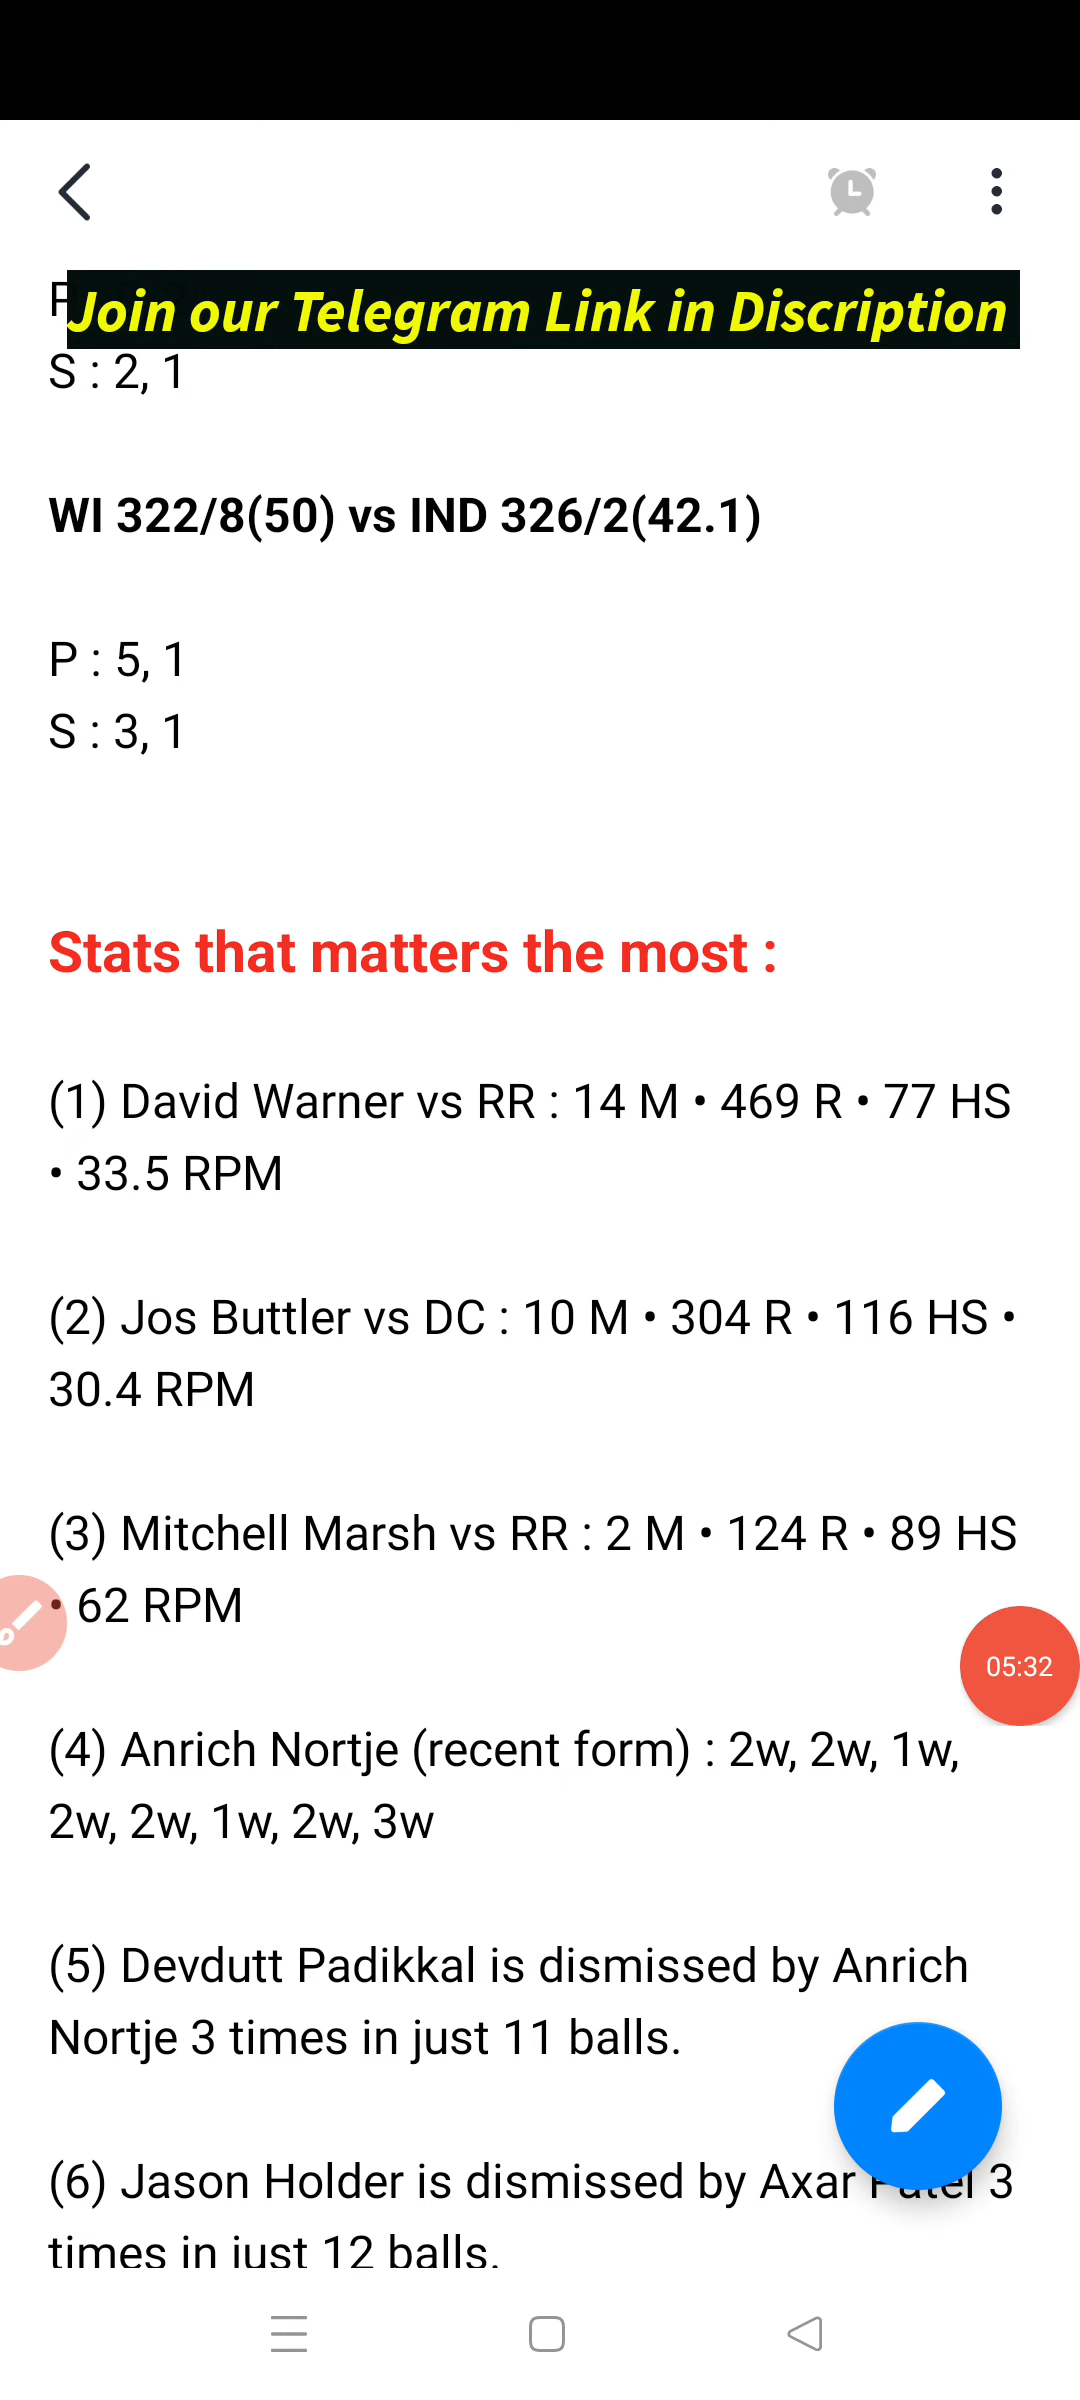 Join our Telegram Link in Discription
S : 2, 1
WI 322/8(50) vs IND 326/2(42.1)
P : 5, 1
S : 3, 1
Stats that matters the most :
(1) David Warner vs RR : 14 M • 469 R • 77 HS
• 33.5 RPM
(2) Jos Buttler vs DC : 10 M • 304 R • 116 HS •
30.4 RPM
(3) Mitchell Marsh vs RR : 2 M • 124 R • 89 HS
• 62 RPM
05:32
(4) Anrich Nortje (recent form) : 2w, 2w, 1w,
2w, 2w, 1w, 2w, 3w
(5) Devdutt Padikkal is dismissed by Anrich
Nortje 3 times in just 11 balls.
(6) Jason Holder is dismissed by Axar Patel 3
times in just 12 balls.